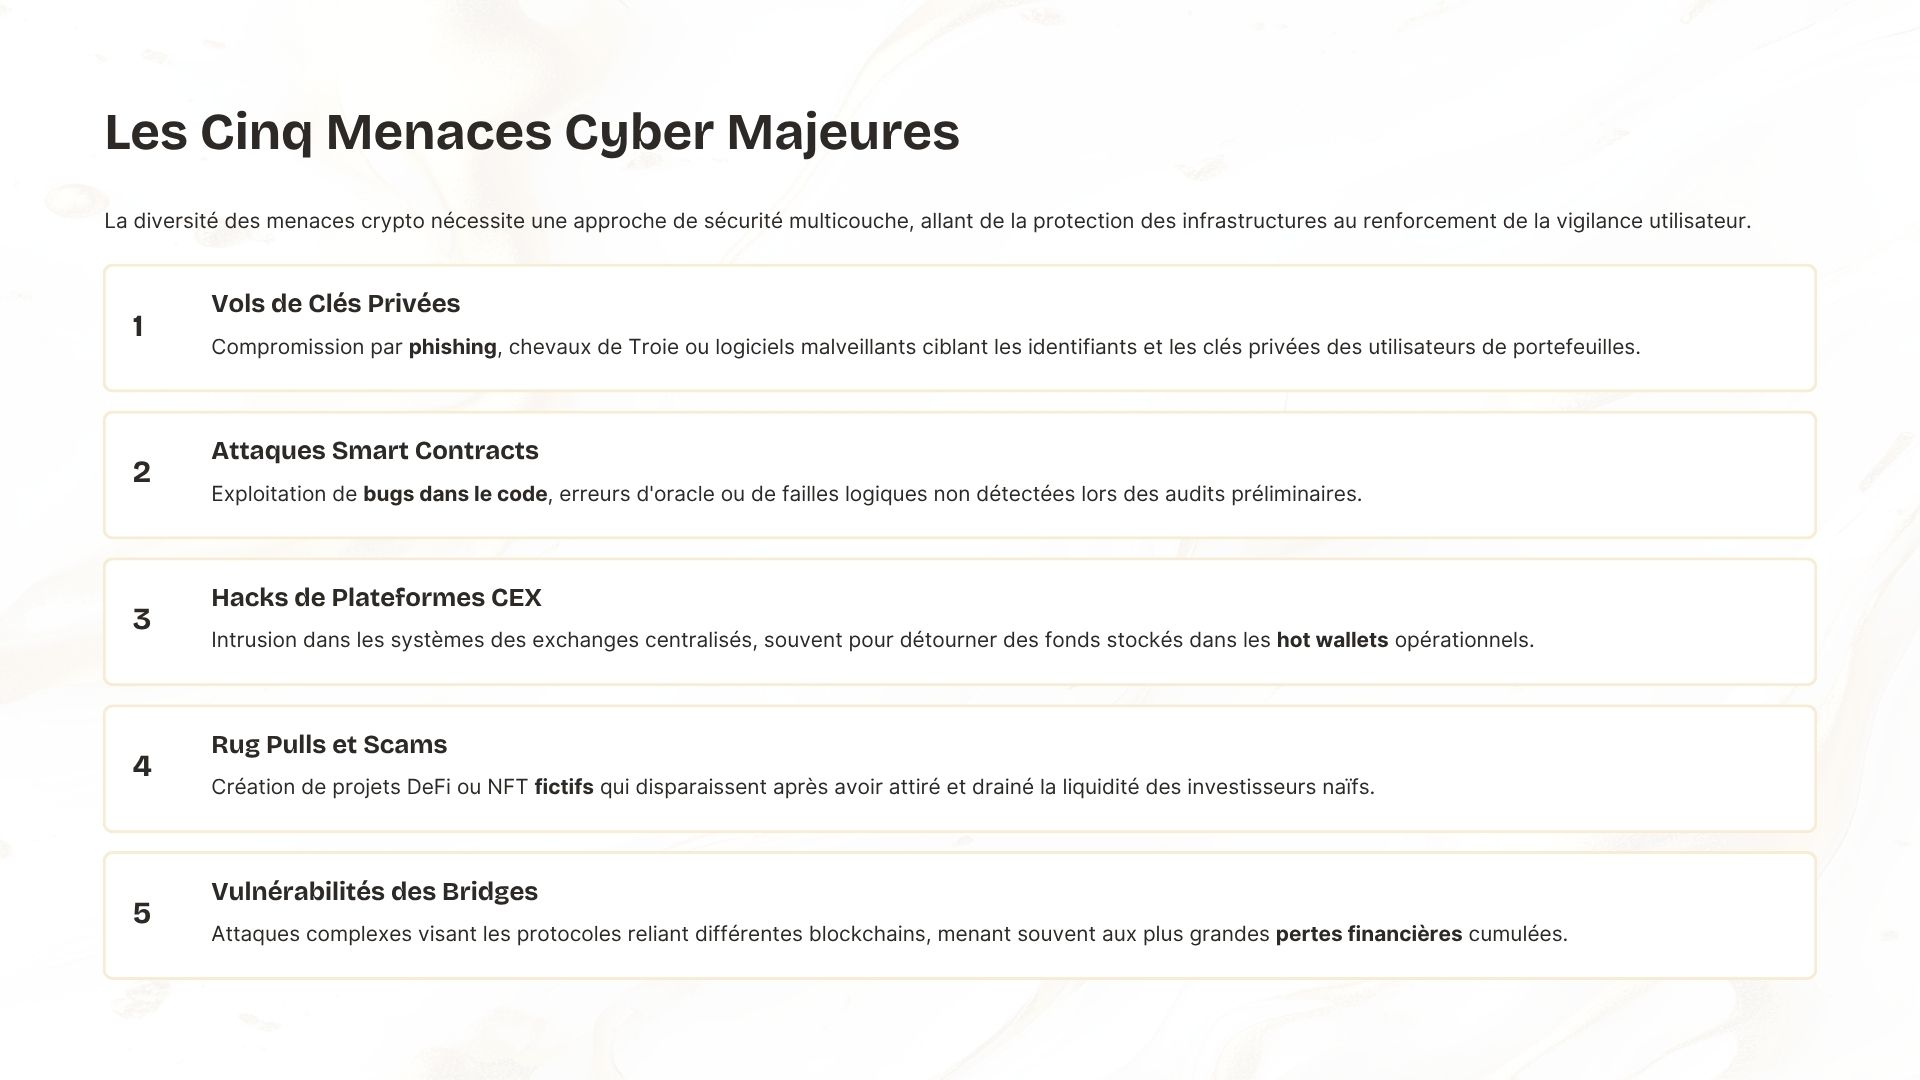 Les Cinq Menaces Cyber Majeures
La diversité des menaces crypto nécessite une approche de sécurité multicouche, allant de la protection des infrastructures au renforcement de la vigilance utilisateur.
1
Vols de Clés Privées
Compromission par phishing, chevaux de Troie ou logiciels malveillants ciblant les identifiants et les clés privées des utilisateurs de portefeuilles.
2
Attaques Smart Contracts
Exploitation de bugs dans le code, erreurs d'oracle ou de failles logiques non détectées lors des audits préliminaires.
3
Hacks de Plateformes CEX
Intrusion dans les systèmes des exchanges centralisés, souvent pour détourner des fonds stockés dans les hot wallets opérationnels.
4
Rug Pulls et Scams
Création de projets DeFi ou NFT fictifs qui disparaissent après avoir attiré et drainé la liquidité des investisseurs naïfs.
5
Vulnérabilités des Bridges
Attaques complexes visant les protocoles reliant différentes blockchains, menant souvent aux plus grandes pertes financières cumulées.